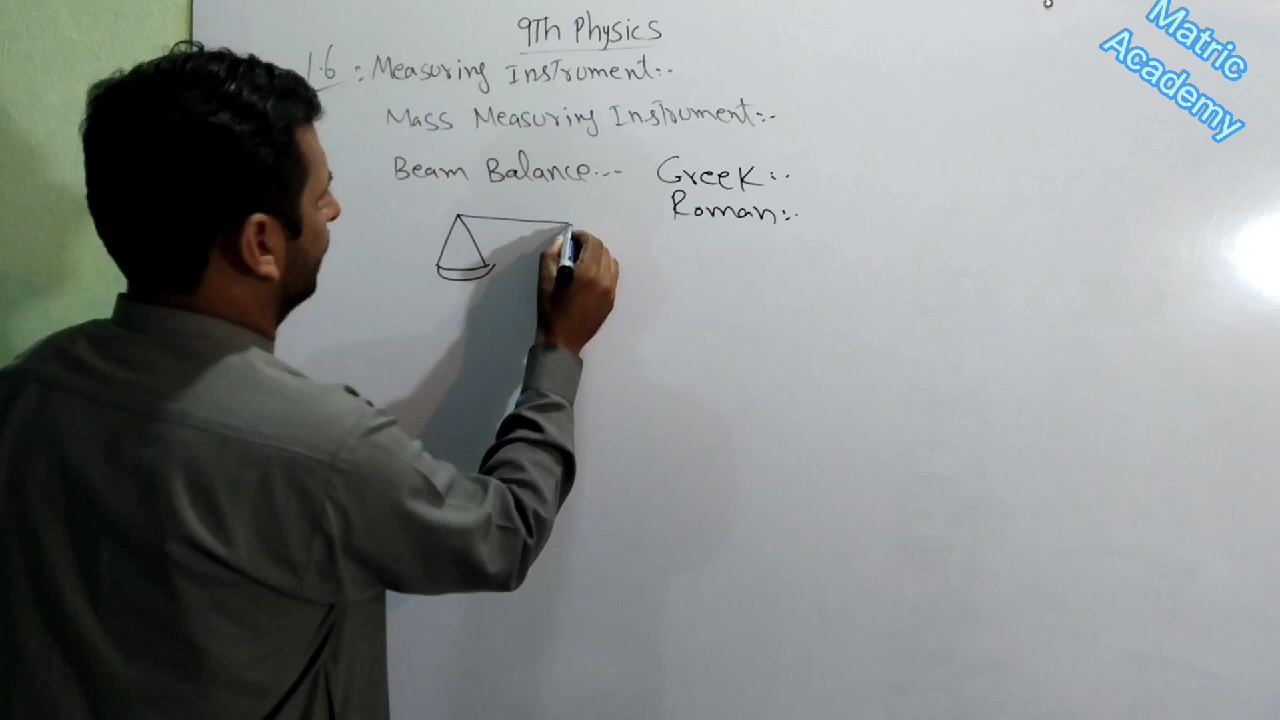 9Th Physics
1.6 : Measuring Instrument:-
Mass Measuring Instrument:-
Beam Balance:-- Greek:-
Roman:-
Matric
Academy